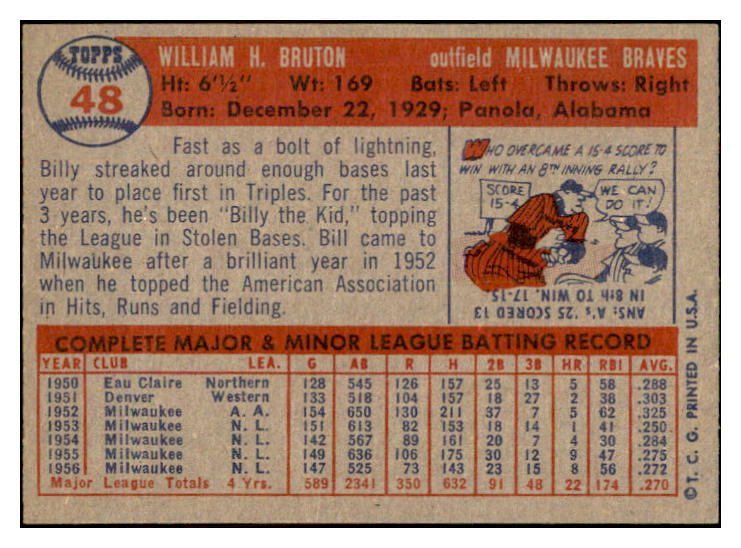 TOPPS
48
WILLIAM H. BRUTON outfield MILWAUKEE BRAVES
Ht: 6'½" Wt: 169 Bats: Left Throws: Right
Born: December 22, 1929; Panola, Alabama
Fast as a bolt of lightning,
Billy streaked around enough bases last
year to place first in Triples. For the past
3 years, he's been "Billy the Kid," topping
the League in Stolen Bases. Bill came to
Milwaukee after a brilliant year in 1952
when he topped the American Association
in Hits, Runs and Fielding.
WHO OVERCAME A 15-4 SCORE TO
WIN WITH AN 8TH INNING RALLY?
SCORE
15-4
WE CAN
DO IT!
ANS: A's, '25 SCORED 13
IN 8TH TO WIN, 17-15
COMPLETE MAJOR & MINOR LEAGUE BATTING RECORD
YEAR CLUB LEA. G AB R H 2B 3B HR RBI AVG.
1950 Eau Claire Northern 128 545 126 157 25 13 5 58 .288
1951 Denver Western 133 518 104 157 18 27 2 38 .303
1952 Milwaukee A. A. 154 650 130 211 37 7 5 62 .325
1953 Milwaukee N. L. 151 613 82 153 18 14 1 41 .250
1954 Milwaukee N. L. 142 567 89 161 20 7 4 30 .284
1955 Milwaukee N. L. 149 636 106 175 30 12 9 47 .275
1956 Milwaukee N. L. 147 525 73 143 23 15 8 56 .272
Major League Totals 4 Yrs. 589 2341 350 632 91 48 22 174 .270
© T. C. G. PRINTED IN U.S.A.